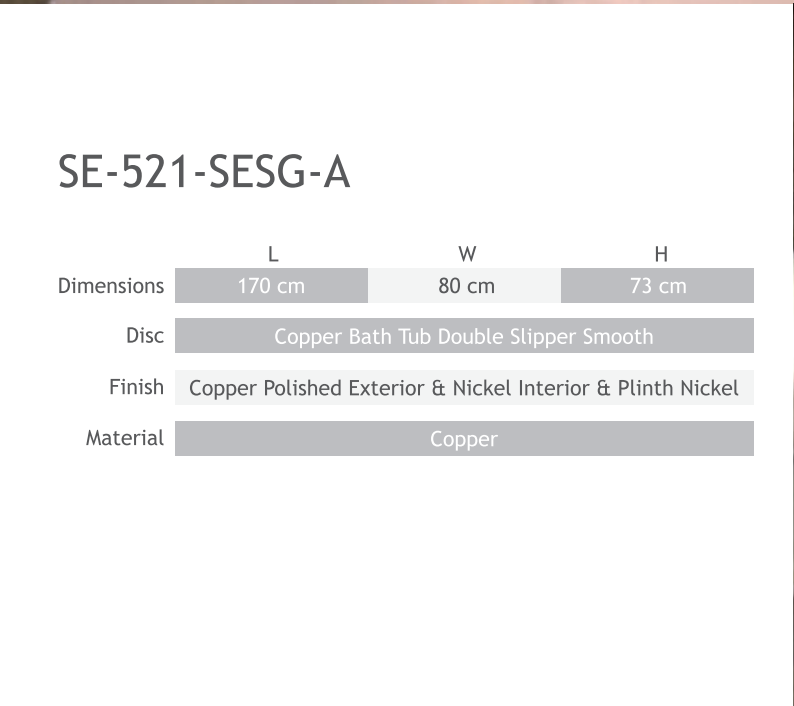 SE-521-SESG-A
L W H
Dimensions 170 cm 80 cm 73 cm
Disc Copper Bath Tub Double Slipper Smooth
Finish Copper Polished Exterior & Nickel Interior & Plinth Nickel
Material Copper